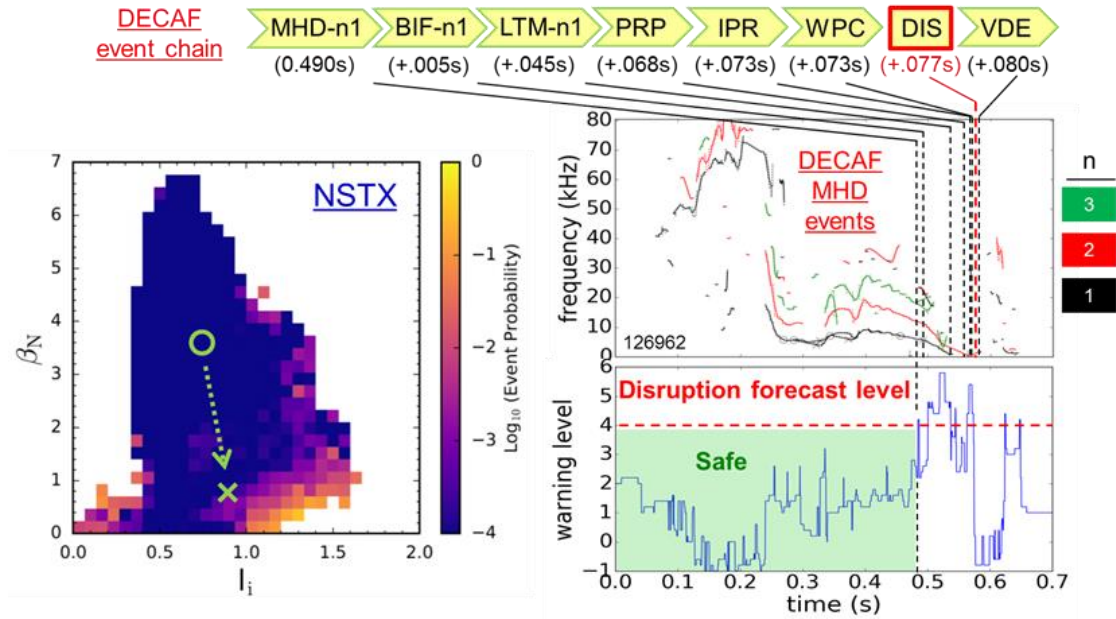 DECAF
event chain
MHD-n1 BIF-n1 LTM-n1 PRP IPR WPC DIS VDE
(0.490s) (+.005s) (+.045s) (+.068s) (+.073s) (+.073s) (+.077s) (+.080s)
7
6
5
4
3
2
1
0
β_N
NSTX
0.0 0.5 1.0 1.5 2.0
l_i
0
−1
−2
−3
−4
Log₁₀ (Event Probability)
80
70
60
50
40
30
20
10
0
frequency (kHz)
DECAF
MHD
events
126962
n
3
2
1
6
5
4
3
2
1
0
−1
warning level
Disruption forecast level
Safe
0.0 0.1 0.2 0.3 0.4 0.5 0.6 0.7
time (s)